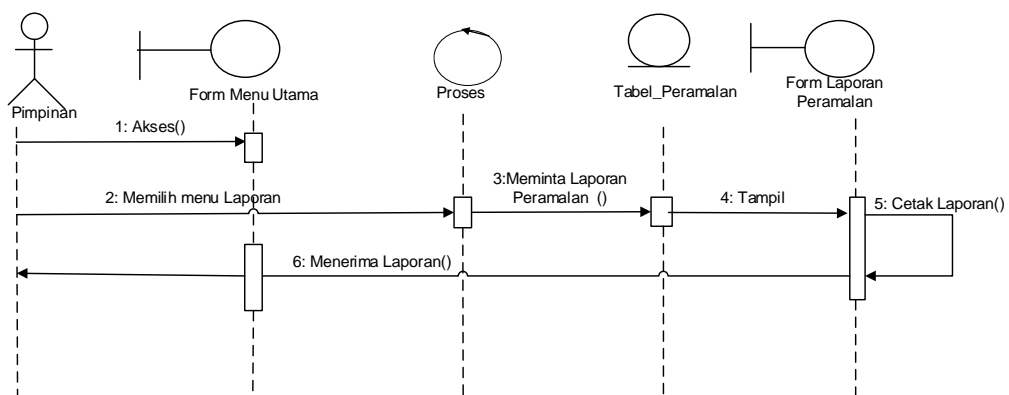 Pimpinan
Form Menu Utama
Proses
Tabel_Peramalan
Form Laporan
Peramalan
1: Akses()
2: Memilih menu Laporan
3:Meminta Laporan
Peramalan ()
4: Tampil
5: Cetak Laporan()
6: Menerima Laporan()